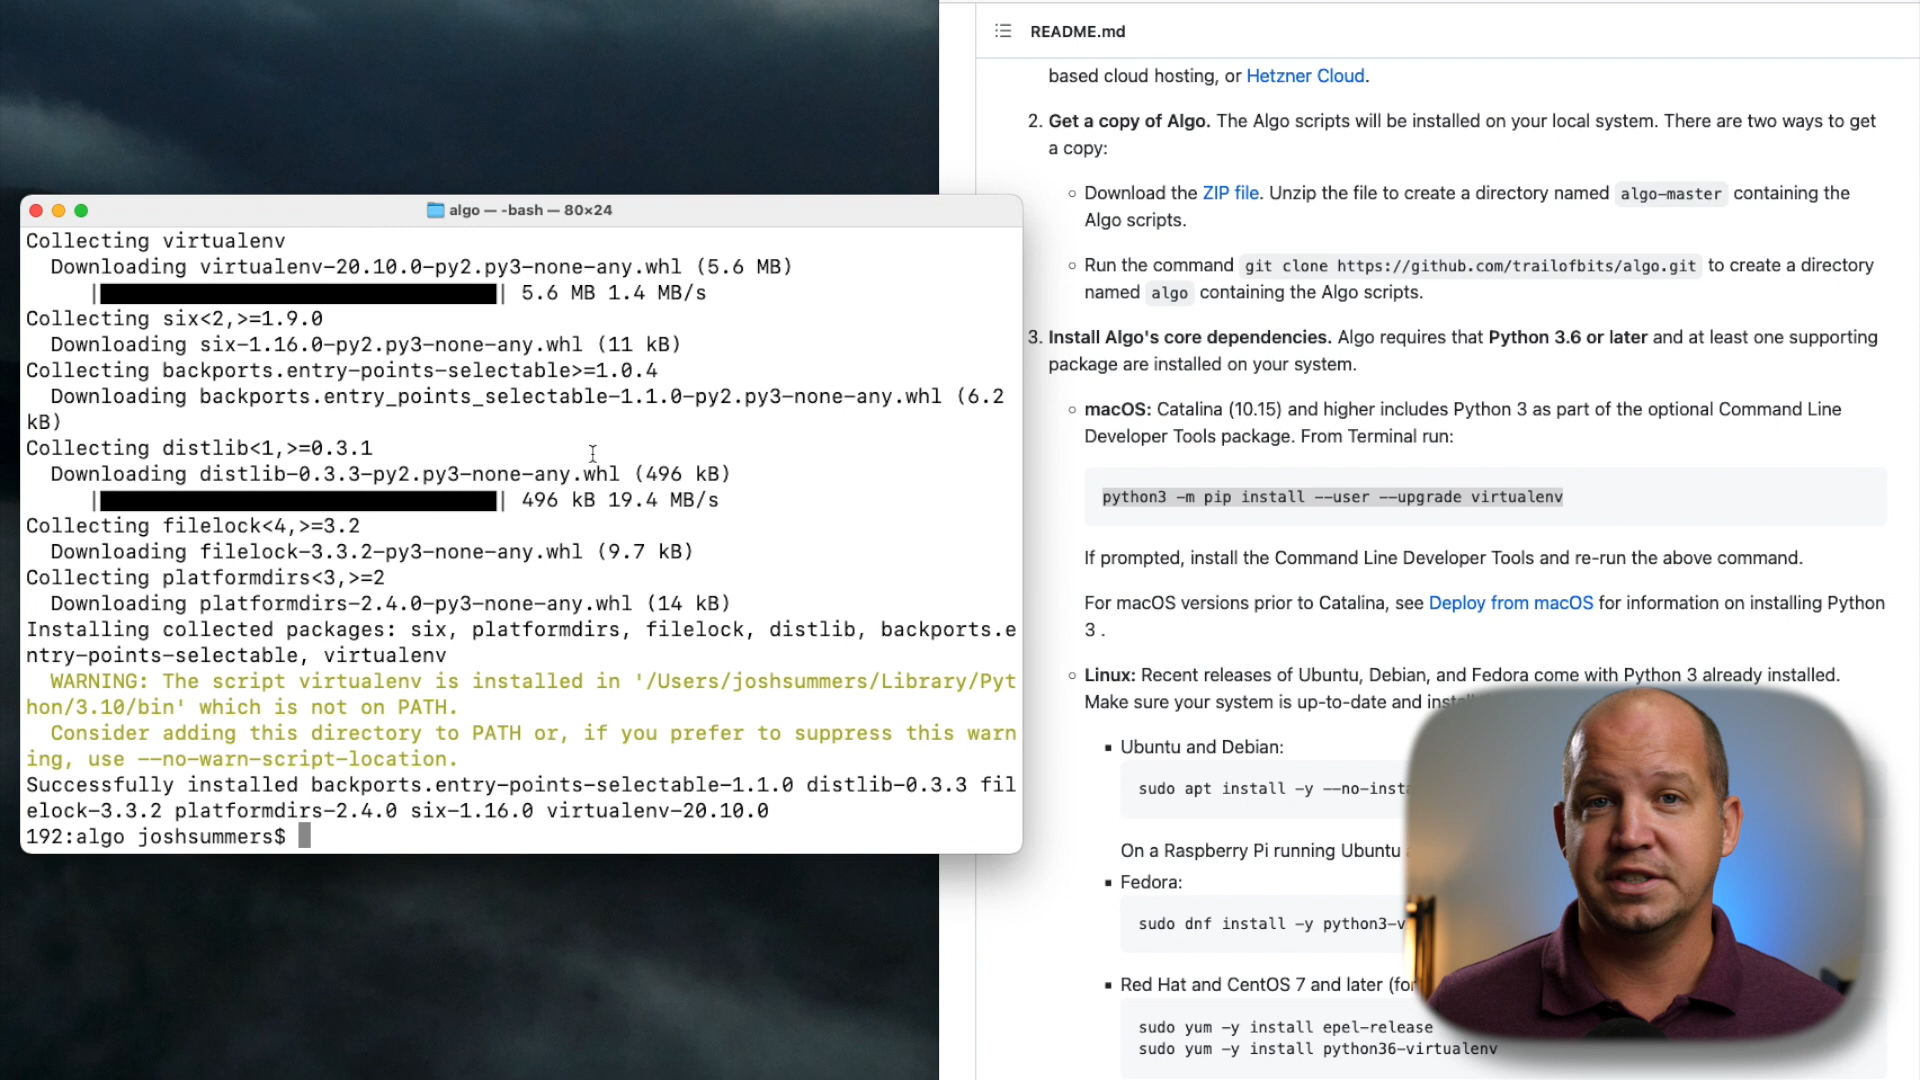 algo — -bash — 80×24
Collecting virtualenv
Downloading virtualenv-20.10.0-py2.py3-none-any.whl (5.6 MB)
|████████████████████████████████| 5.6 MB 1.4 MB/s
Collecting six<2,>=1.9.0
Downloading six-1.16.0-py2.py3-none-any.whl (11 kB)
Collecting backports.entry-points-selectable>=1.0.4
Downloading backports.entry_points_selectable-1.1.0-py2.py3-none-any.whl (6.2
kB)
Collecting distlib<1,>=0.3.1
Downloading distlib-0.3.3-py2.py3-none-any.whl (496 kB)
|████████████████████████████████| 496 kB 19.4 MB/s
Collecting filelock<4,>=3.2
Downloading filelock-3.3.2-py3-none-any.whl (9.7 kB)
Collecting platformdirs<3,>=2
Downloading platformdirs-2.4.0-py3-none-any.whl (14 kB)
Installing collected packages: six, platformdirs, filelock, distlib, backports.e
ntry-points-selectable, virtualenv
WARNING: The script virtualenv is installed in '/Users/joshsummers/Library/Pyt
hon/3.10/bin' which is not on PATH.
Consider adding this directory to PATH or, if you prefer to suppress this warn
ing, use --no-warn-script-location.
Successfully installed backports.entry-points-selectable-1.1.0 distlib-0.3.3 fil
elock-3.3.2 platformdirs-2.4.0 six-1.16.0 virtualenv-20.10.0
192:algo joshsummers$
README.md
based cloud hosting, or Hetzner Cloud.
2. Get a copy of Algo. The Algo scripts will be installed on your local system. There are two ways to get
a copy:
Download the ZIP file. Unzip the file to create a directory named algo-master containing the
Algo scripts.
Run the command git clone https://github.com/trailofbits/algo.git to create a directory
named algo containing the Algo scripts.
3. Install Algo's core dependencies. Algo requires that Python 3.6 or later and at least one supporting
package are installed on your system.
macOS: Catalina (10.15) and higher includes Python 3 as part of the optional Command Line
Developer Tools package. From Terminal run:
python3 -m pip install --user --upgrade virtualenv
If prompted, install the Command Line Developer Tools and re-run the above command.
For macOS versions prior to Catalina, see Deploy from macOS for information on installing Python
3 .
Linux: Recent releases of Ubuntu, Debian, and Fedora come with Python 3 already installed.
Make sure your system is up-to-date and
Ubuntu and Debian:
sudo apt install -y
On a Raspberry Pi running Ubuntu
Fedora:
sudo dnf install -y
Red Hat and CentOS 7 and later
sudo yum -y install epel-release
sudo yum -y install python36-virtualenv